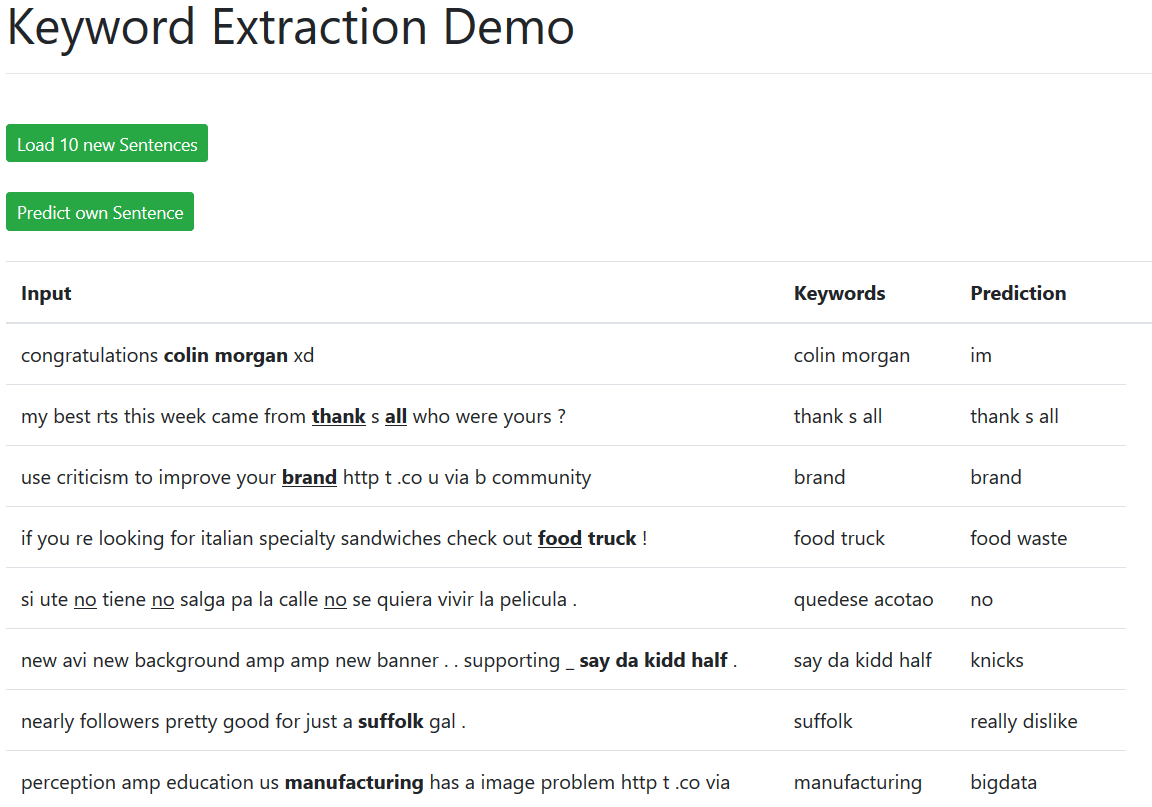 Keyword Extraction Demo
Load 10 new Sentences
Predict own Sentence
Input Keywords Prediction
congratulations colin morgan xd colin morgan im
my best rts this week came from thank s all who were yours ? thank s all thank s all
use criticism to improve your brand http t .co u via b community brand brand
if you re looking for italian specialty sandwiches check out food truck ! food truck food waste
si ute no tiene no salga pa la calle no se quiera vivir la pelicula . quedese acotao no
new avi new background amp amp new banner . . supporting _ say da kidd half . say da kidd half knicks
nearly followers pretty good for just a suffolk gal . suffolk really dislike
perception amp education us manufacturing has a image problem http t .co via manufacturing bigdata